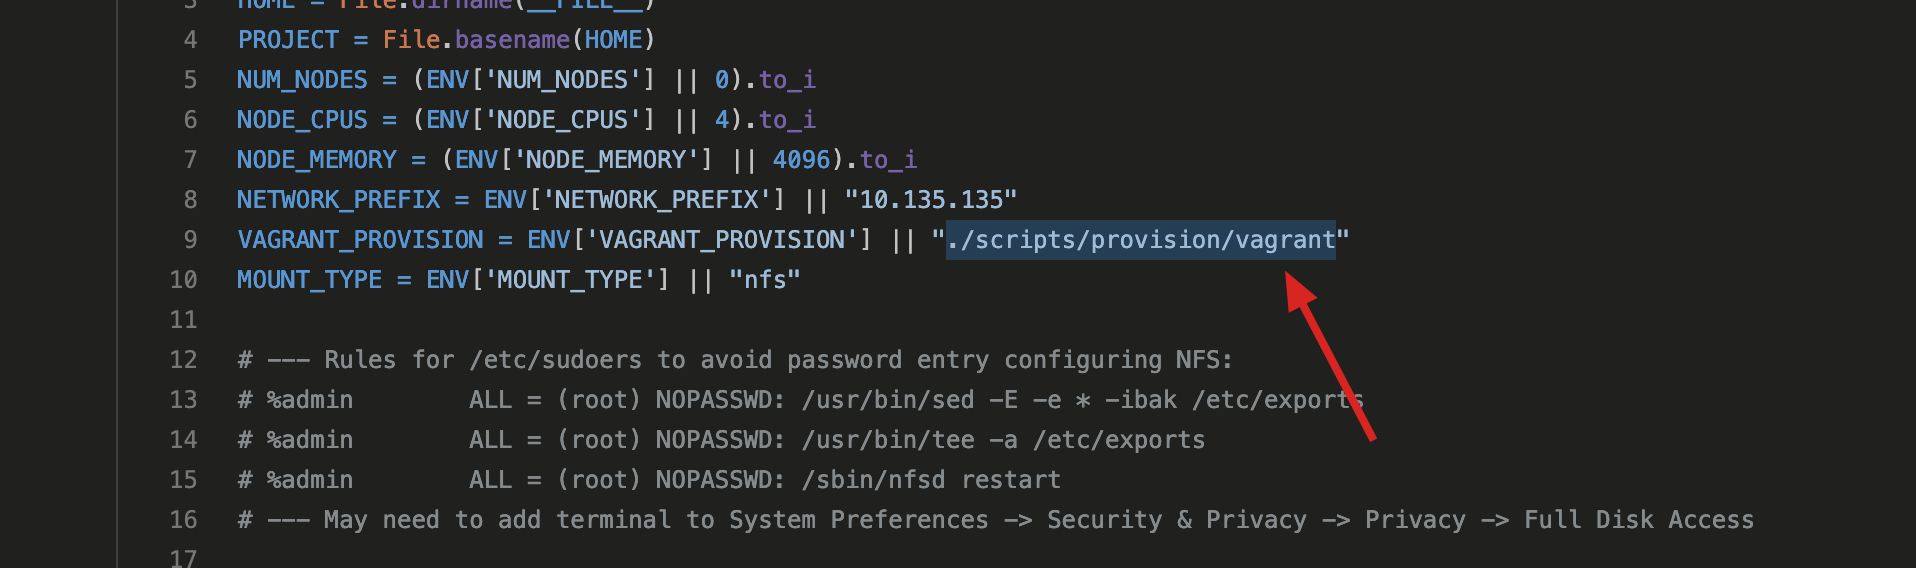 3 HOME = File.dirname(__FILE__)
4 PROJECT = File.basename(HOME)
5 NUM_NODES = (ENV['NUM_NODES'] || 0).to_i
6 NODE_CPUS = (ENV['NODE_CPUS'] || 4).to_i
7 NODE_MEMORY = (ENV['NODE_MEMORY'] || 4096).to_i
8 NETWORK_PREFIX = ENV['NETWORK_PREFIX'] || "10.135.135"
9 VAGRANT_PROVISION = ENV['VAGRANT_PROVISION'] || "./scripts/provision/vagrant"
10 MOUNT_TYPE = ENV['MOUNT_TYPE'] || "nfs"
11
12 # --- Rules for /etc/sudoers to avoid password entry configuring NFS:
13 # %admin        ALL = (root) NOPASSWD: /usr/bin/sed -E -e * -ibak /etc/exports
14 # %admin        ALL = (root) NOPASSWD: /usr/bin/tee -a /etc/exports
15 # %admin        ALL = (root) NOPASSWD: /sbin/nfsd restart
16 # --- May need to add terminal to System Preferences -> Security & Privacy -> Privacy -> Full Disk Access
17